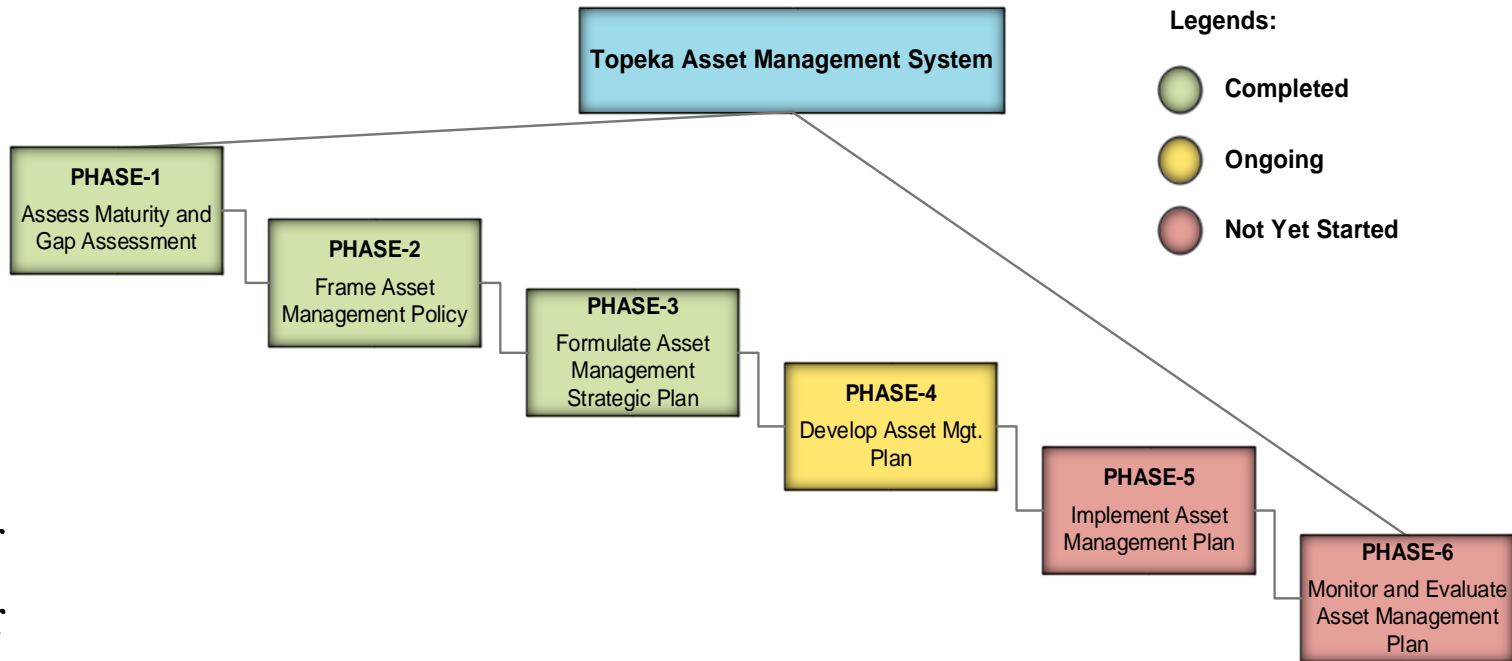 Topeka Asset Management System
Legends:
Completed
Ongoing
Not Yet Started
PHASE-1
Assess Maturity and
Gap Assessment
PHASE-2
Frame Asset
Management Policy
PHASE-3
Formulate Asset
Management
Strategic Plan
PHASE-4
Develop Asset Mgt.
Plan
PHASE-5
Implement Asset
Management Plan
PHASE-6
Monitor and Evaluate
Asset Management
Plan